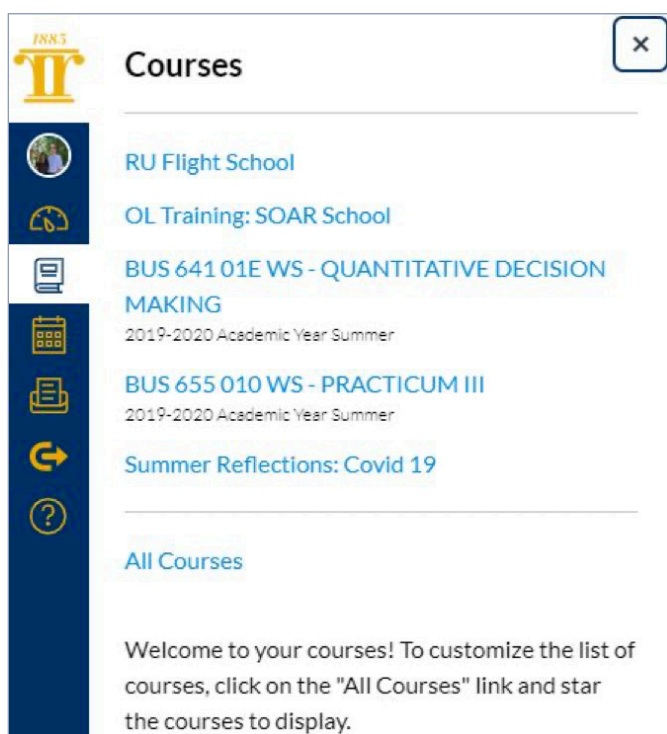 1883
Courses
RU Flight School
OL Training: SOAR School
BUS 641 01E WS - QUANTITATIVE DECISION
MAKING
2019-2020 Academic Year Summer
BUS 655 010 WS - PRACTICUM III
2019-2020 Academic Year Summer
Summer Reflections: Covid 19
All Courses
Welcome to your courses! To customize the list of
courses, click on the "All Courses" link and star
the courses to display.